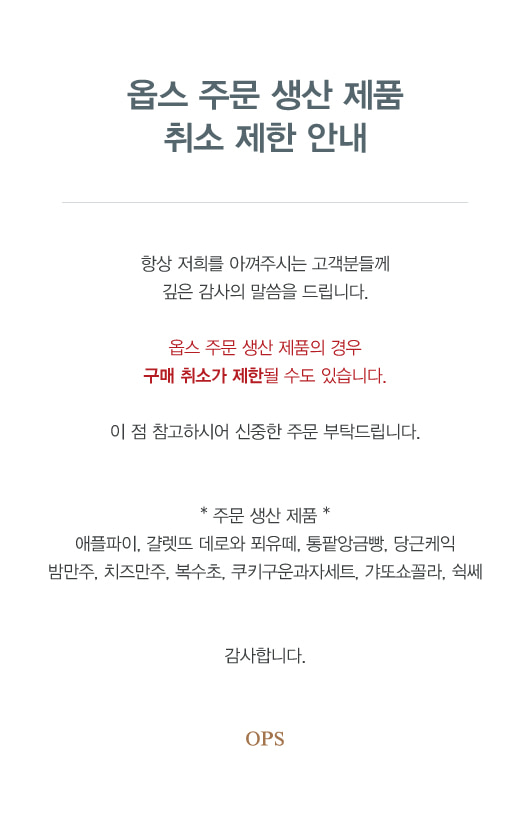 옵스 주문 생산 제품
취소 제한 안내
항상 저희를 아껴주시는 고객분들께
깊은 감사의 말씀을 드립니다.
옵스 주문 생산 제품의 경우
구매 취소가 제한될 수도 있습니다.
이 점 참고하시어 신중한 주문 부탁드립니다.
* 주문 생산 제품 *
애플파이, 걀렛뜨 데로와 푀유떼, 통팥앙금빵, 당근케익
밤만주, 치즈만주, 복수초, 쿠키구운과자세트, 갸또쇼꼴라, 쉭쎄
감사합니다.
OPS